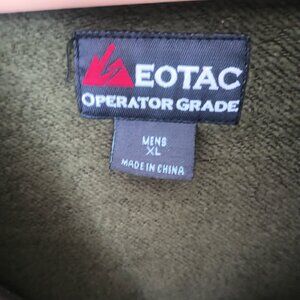 EOTAC
OPERATOR GRADE
MENS
XL
MADE IN CHINA